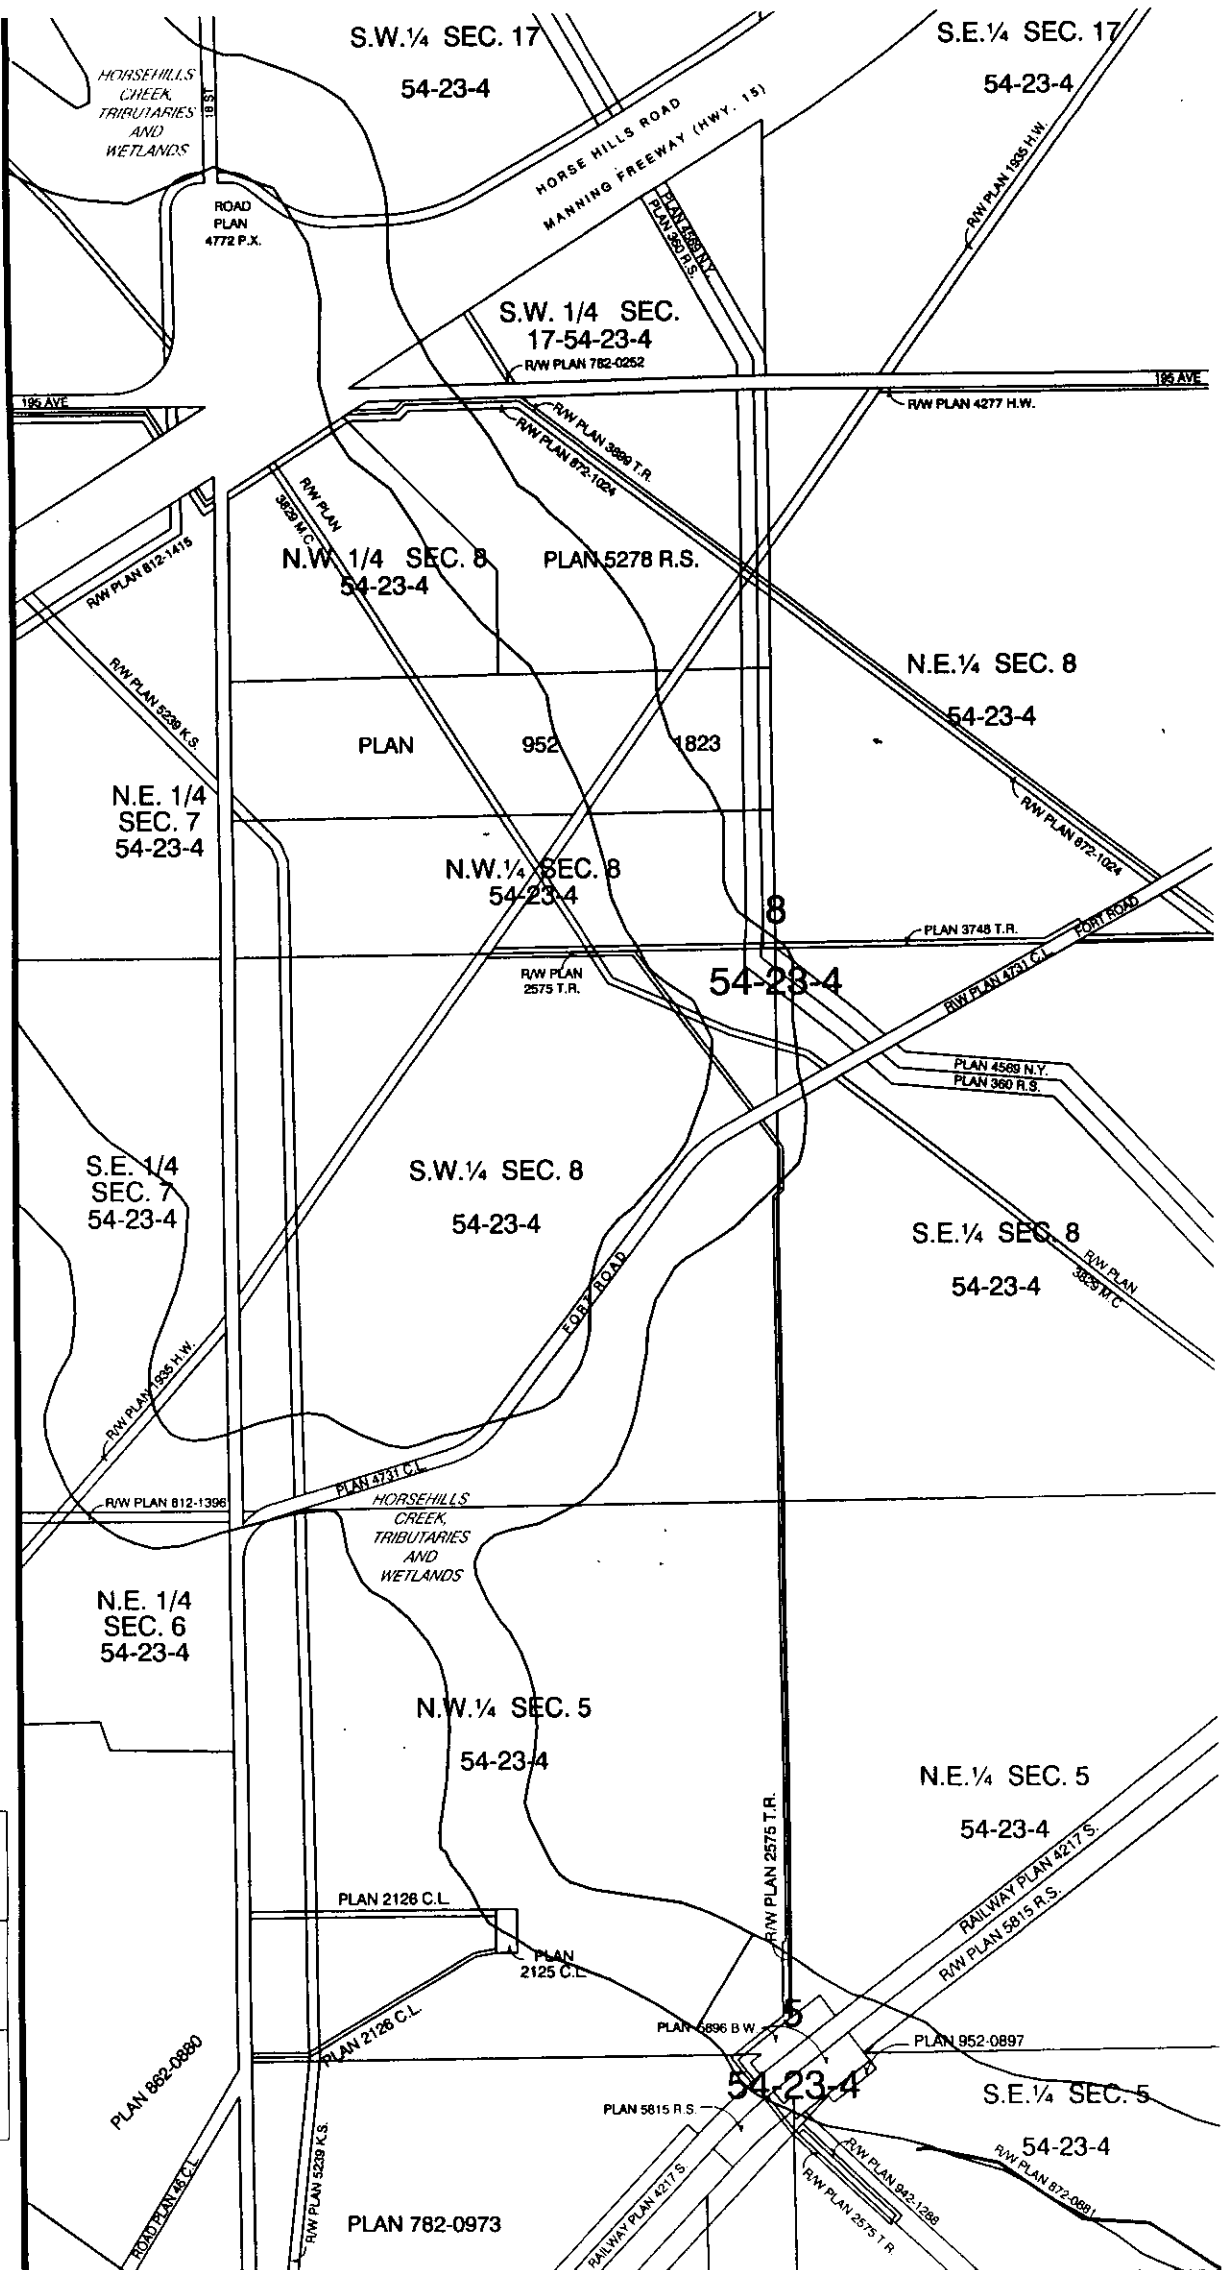 S.W.¼ SEC. 17
54-23-4
S.E.¼ SEC. 17
54-23-4
HORSEHILLS
CREEK,
TRIBUTARIES
AND
WETLANDS
18 ST
HORSE HILLS ROAD
MANNING FREEWAY (HWY. 15)
R/W PLAN 1935 H.W.
ROAD
PLAN
4772 P.X.
PLAN 4569 N.Y.
PLAN 360 R.S.
S.W. 1/4 SEC.
17-54-23-4
R/W PLAN 782-0252
195 AVE
195 AVE
R/W PLAN 4277 H.W.
R/W PLAN 3899 T.R.
R/W PLAN 872-1024
R/W PLAN
3829 M.C.
R/W PLAN 812-1415
N.W. 1/4 SEC. 8
54-23-4
PLAN 5278 R.S.
N.E.¼ SEC. 8
54-23-4
R/W PLAN 5239 K.S.
PLAN 952 1823
N.E. 1/4
SEC. 7
54-23-4
R/W PLAN 872-1024
N.W.¼ SEC. 8
54-23-4
8
54-23-4
PLAN 3748 T.R.
FORT ROAD
R/W PLAN 4731 C.L.
R/W PLAN
2575 T.R.
PLAN 4569 N.Y.
PLAN 360 R.S.
S.E. 1/4
SEC. 7
54-23-4
S.W.¼ SEC. 8
54-23-4
S.E.¼ SEC. 8
54-23-4
R/W PLAN
3829 M.C
FORT ROAD
R/W PLAN 1935 H.W.
PLAN 4731 C.L.
R/W PLAN 812-1396
HORSEHILLS
CREEK,
TRIBUTARIES
AND
WETLANDS
N.E. 1/4
SEC. 6
54-23-4
N.W.¼ SEC. 5
54-23-4
N.E.¼ SEC. 5
54-23-4
R/W PLAN 2575 T.R.
RAILWAY PLAN 4217 S.
R/W PLAN 5815 R.S.
PLAN 2126 C.L.
PLAN
2125 C.L.
PLAN 2126 C.L.
5
54-23-4
PLAN 5896 B.W.
PLAN 952-0897
PLAN 862-0880
PLAN 5815 R.S.
S.E.¼ SEC. 5
54-23-4
ROAD PLAN 46 C.L.
R/W PLAN 5239 K.S.
PLAN 782-0973
RAILWAY PLAN 4217 S.
R/W PLAN 942-1288
R/W PLAN 2575 T.R.
R/W PLAN 872-0881